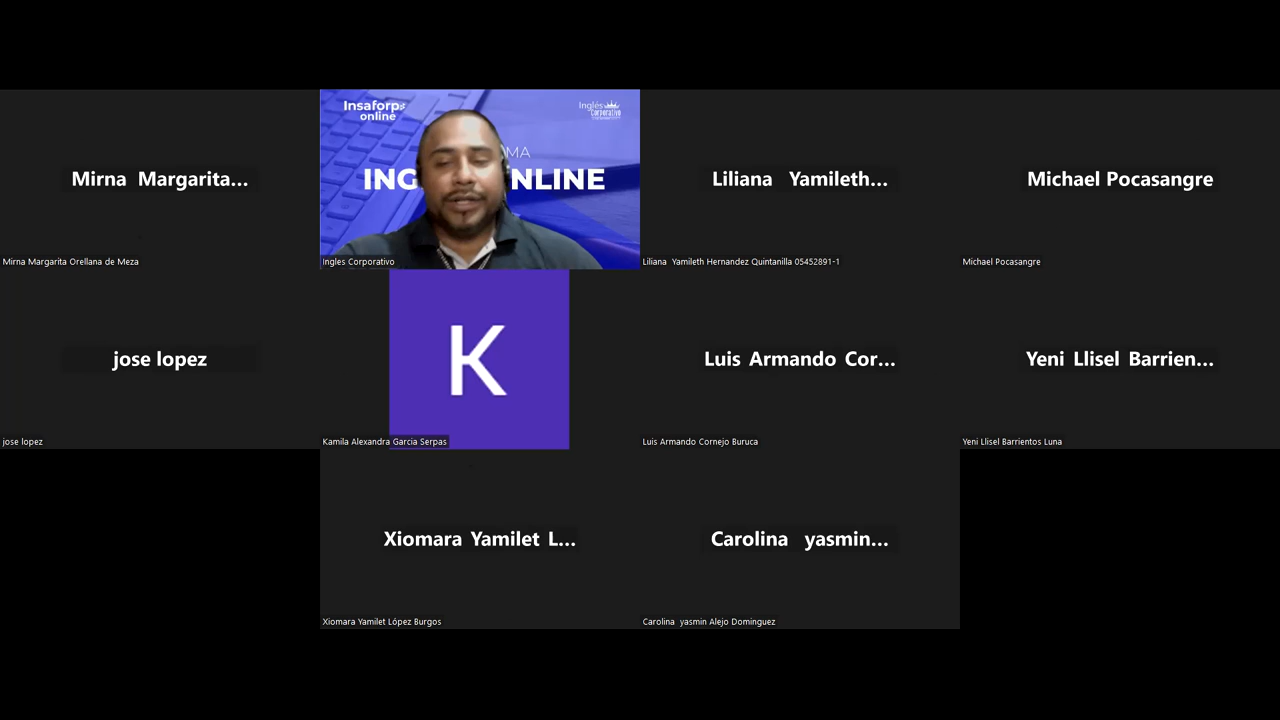 Mirna Margarita...
Mirna Margarita Orellana de Meza
Insaforp
online
Inglés
Corporativo
AMA
ING NLINE
Ingles Corporativo
Liliana Yamileth...
Liliana Yamileth Hernandez Quintanilla 05452891-1
Michael Pocasangre
Michael Pocasangre
jose lopez
jose lopez
K
Kamila Alexandra Garcia Serpas
Luis Armando Cor...
Luis Armando Cornejo Buruca
Yeni Llisel Barrien...
Yeni Llisel Barrientos Luna
Xiomara Yamilet L...
Xiomara Yamilet López Burgos
Carolina yasmin...
Carolina yasmin Alejo Dominguez